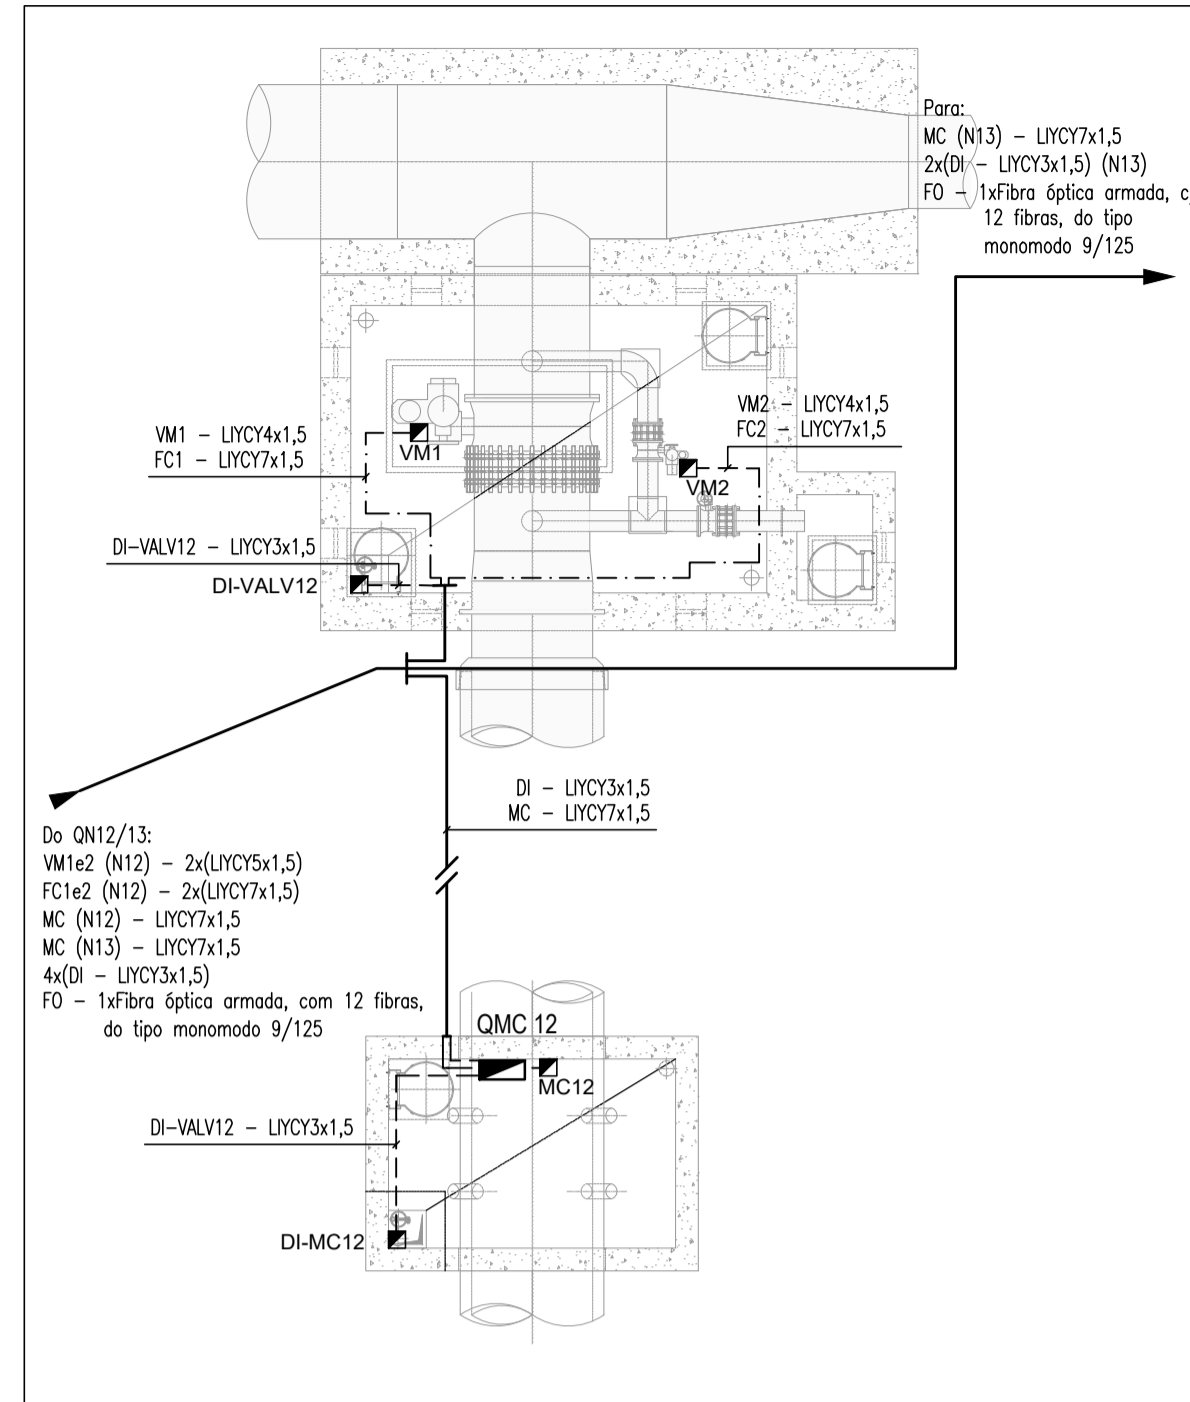 Para:
MC (N13) – LIYCY7x1,5
2x(DI – LIYCY3x1,5) (N13)
FO – 1xFibra óptica armada, c
12 fibras, do tipo
monomodo 9/125
VM2 – LIYCY4x1,5
FC2 – LIYCY7x1,5
VM1 – LIYCY4x1,5
FC1 – LIYCY7x1,5
VM1
VM2
DI-VALV12 – LIYCY3x1,5
DI-VALV12
DI – LIYCY3x1,5
MC – LIYCY7x1,5
Do QN12/13:
VM1e2 (N12) – 2x(LIYCY5x1,5)
FC1e2 (N12) – 2x(LIYCY7x1,5)
MC (N12) – LIYCY7x1,5
MC (N13) – LIYCY7x1,5
4x(DI – LIYCY3x1,5)
FO – 1xFibra óptica armada, com 12 fibras,
do tipo monomodo 9/125
QMC 12
MC12
DI-VALV12 – LIYCY3x1,5
DI-MC12